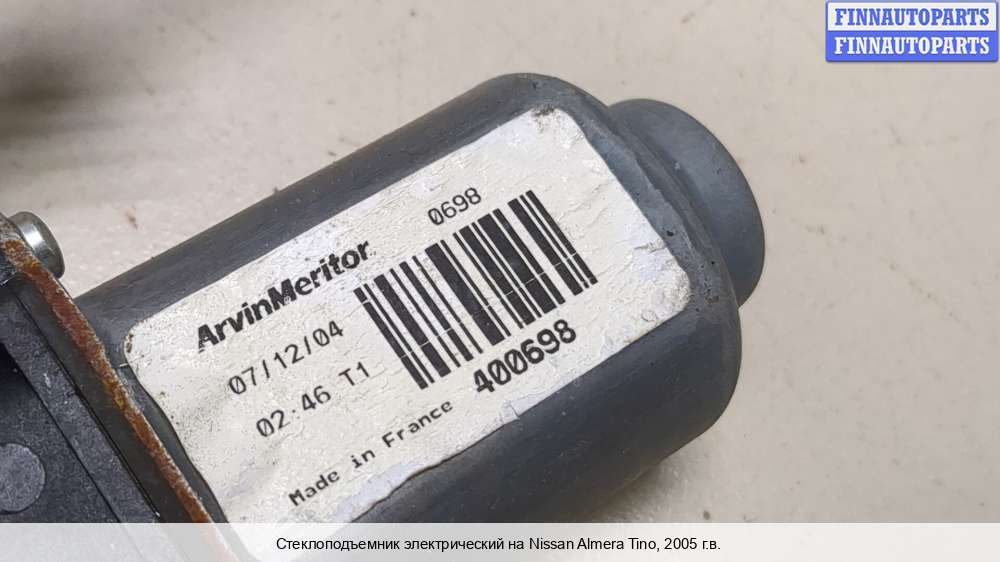 FINNAUTOPARTS
FINNAUTOPARTS
0698
ArvinMeritor
07/12/04
02:46 T1
400698
Made in France
Стеклоподъемник электрический на Nissan Almera Tino, 2005 г.в.